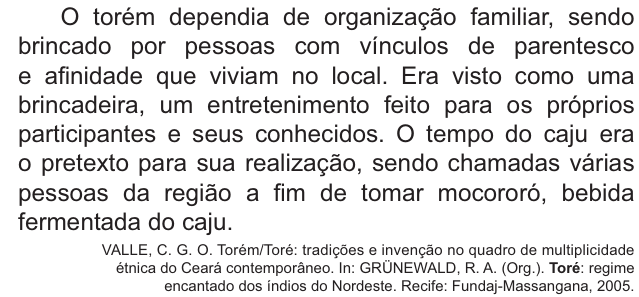 O torém dependia de organização familiar, sendo
brincado por pessoas com vínculos de parentesco
e afinidade que viviam no local. Era visto como uma
brincadeira, um entretenimento feito para os próprios
participantes e seus conhecidos. O tempo do caju era
o pretexto para sua realização, sendo chamadas várias
pessoas da região a fim de tomar mocororó, bebida
fermentada do caju.
VALLE, C. G. O. Torém/Toré: tradições e invenção no quadro de multiplicidade
étnica do Ceará contemporâneo. In: GRÜNEWALD, R. A. (Org.). Toré: regime
encantado dos índios do Nordeste. Recife: Fundaj-Massangana, 2005.